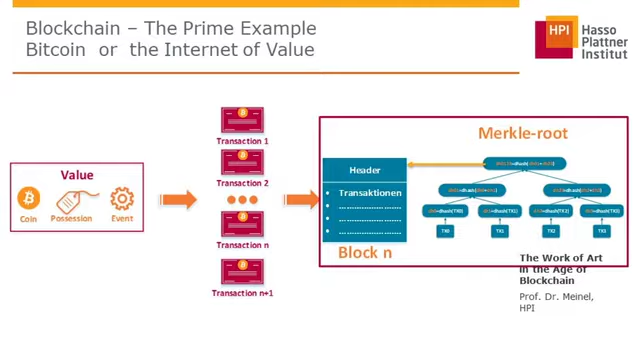 Blockchain – The Prime Example
Bitcoin or the Internet of Value
HPI
Hasso
Plattner
Institut
Value
Coin
Possession
Event
Transaction 1
Transaction 2
Transaction n
Transaction n+1
Merkle-root
Header
Transaktionen
Block n
TX0
TX1
TX2
TX3
The Work of Art
in the Age of
Blockchain
Prof. Dr. Meinel,
HPI